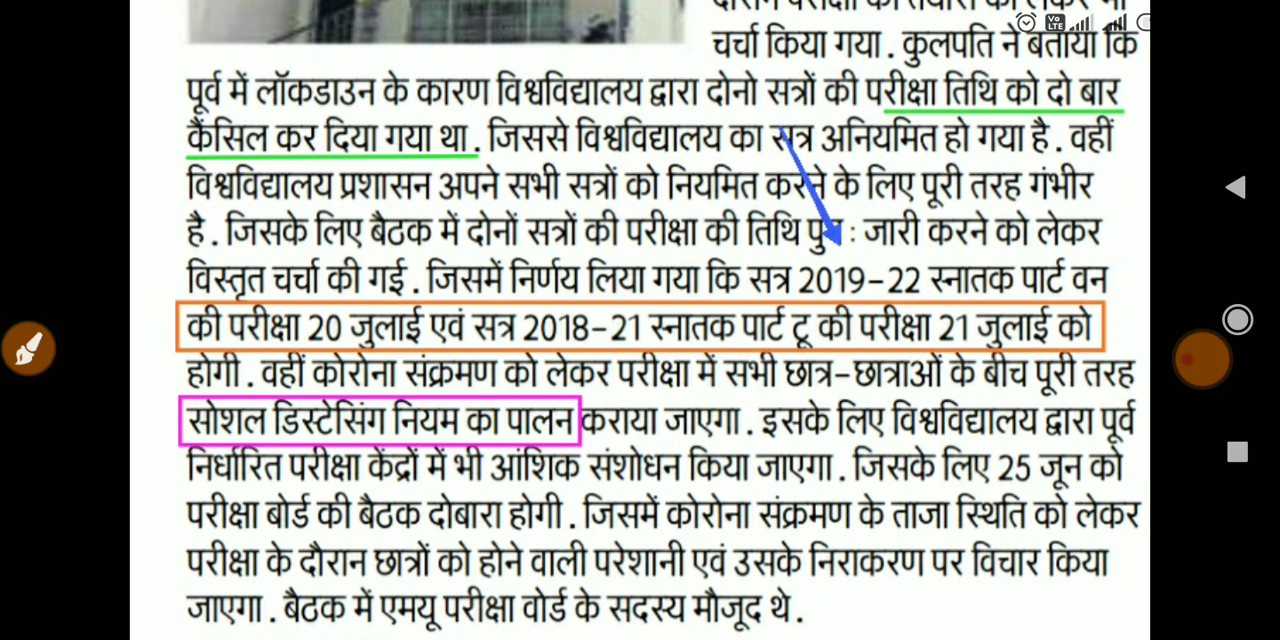 चर्चा किया गया . कुलपति ने बताया कि
पूर्व में लॉकडाउन के कारण विश्वविद्यालय द्वारा दोनो सत्रों की परीक्षा तिथि को दो बार
कैंसिल कर दिया गया था . जिससे विश्वविद्यालय का सत्र अनियमित हो गया है . वहीं
विश्वविद्यालय प्रशासन अपने सभी सत्रों को नियमित करने के लिए पूरी तरह गंभीर
है . जिसके लिए बैठक में दोनों सत्रों की परीक्षा की तिथि पुन : जारी करने को लेकर
विस्तृत चर्चा की गई . जिसमें निर्णय लिया गया कि सत्र 2019-22 स्नातक पार्ट वन
की परीक्षा 20 जुलाई एवं सत्र 2018-21 स्नातक पार्ट टू की परीक्षा 21 जुलाई को
होगी . वहीं कोरोना संक्रमण को लेकर परीक्षा में सभी छात्र-छात्राओं के बीच पूरी तरह
सोशल डिस्टेसिंग नियम का पालन कराया जाएगा . इसके लिए विश्वविद्यालय द्वारा पूर्व
निर्धारित परीक्षा केंद्रों में भी आंशिक संशोधन किया जाएगा . जिसके लिए 25 जून को
परीक्षा बोर्ड की बैठक दोबारा होगी . जिसमें कोरोना संक्रमण के ताजा स्थिति को लेकर
परीक्षा के दौरान छात्रों को होने वाली परेशानी एवं उसके निराकरण पर विचार किया
जाएगा . बैठक में एमयू परीक्षा वोर्ड के सदस्य मौजूद थे .